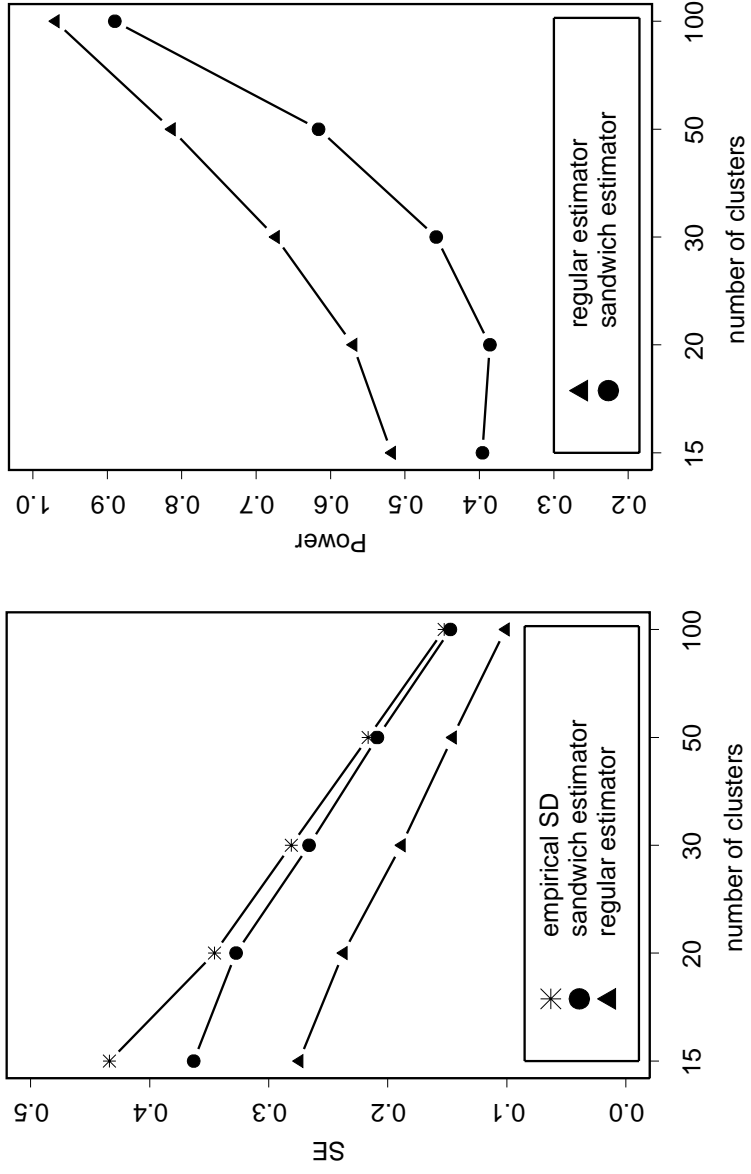 SE
0.5
0.4
0.3
0.2
0.1
0.0
15
20
30
50
100
number of clusters
empirical SD
sandwich estimator
regular estimator
Power
1.0
0.9
0.8
0.7
0.6
0.5
0.4
0.3
0.2
15
20
30
50
100
number of clusters
regular estimator
sandwich estimator